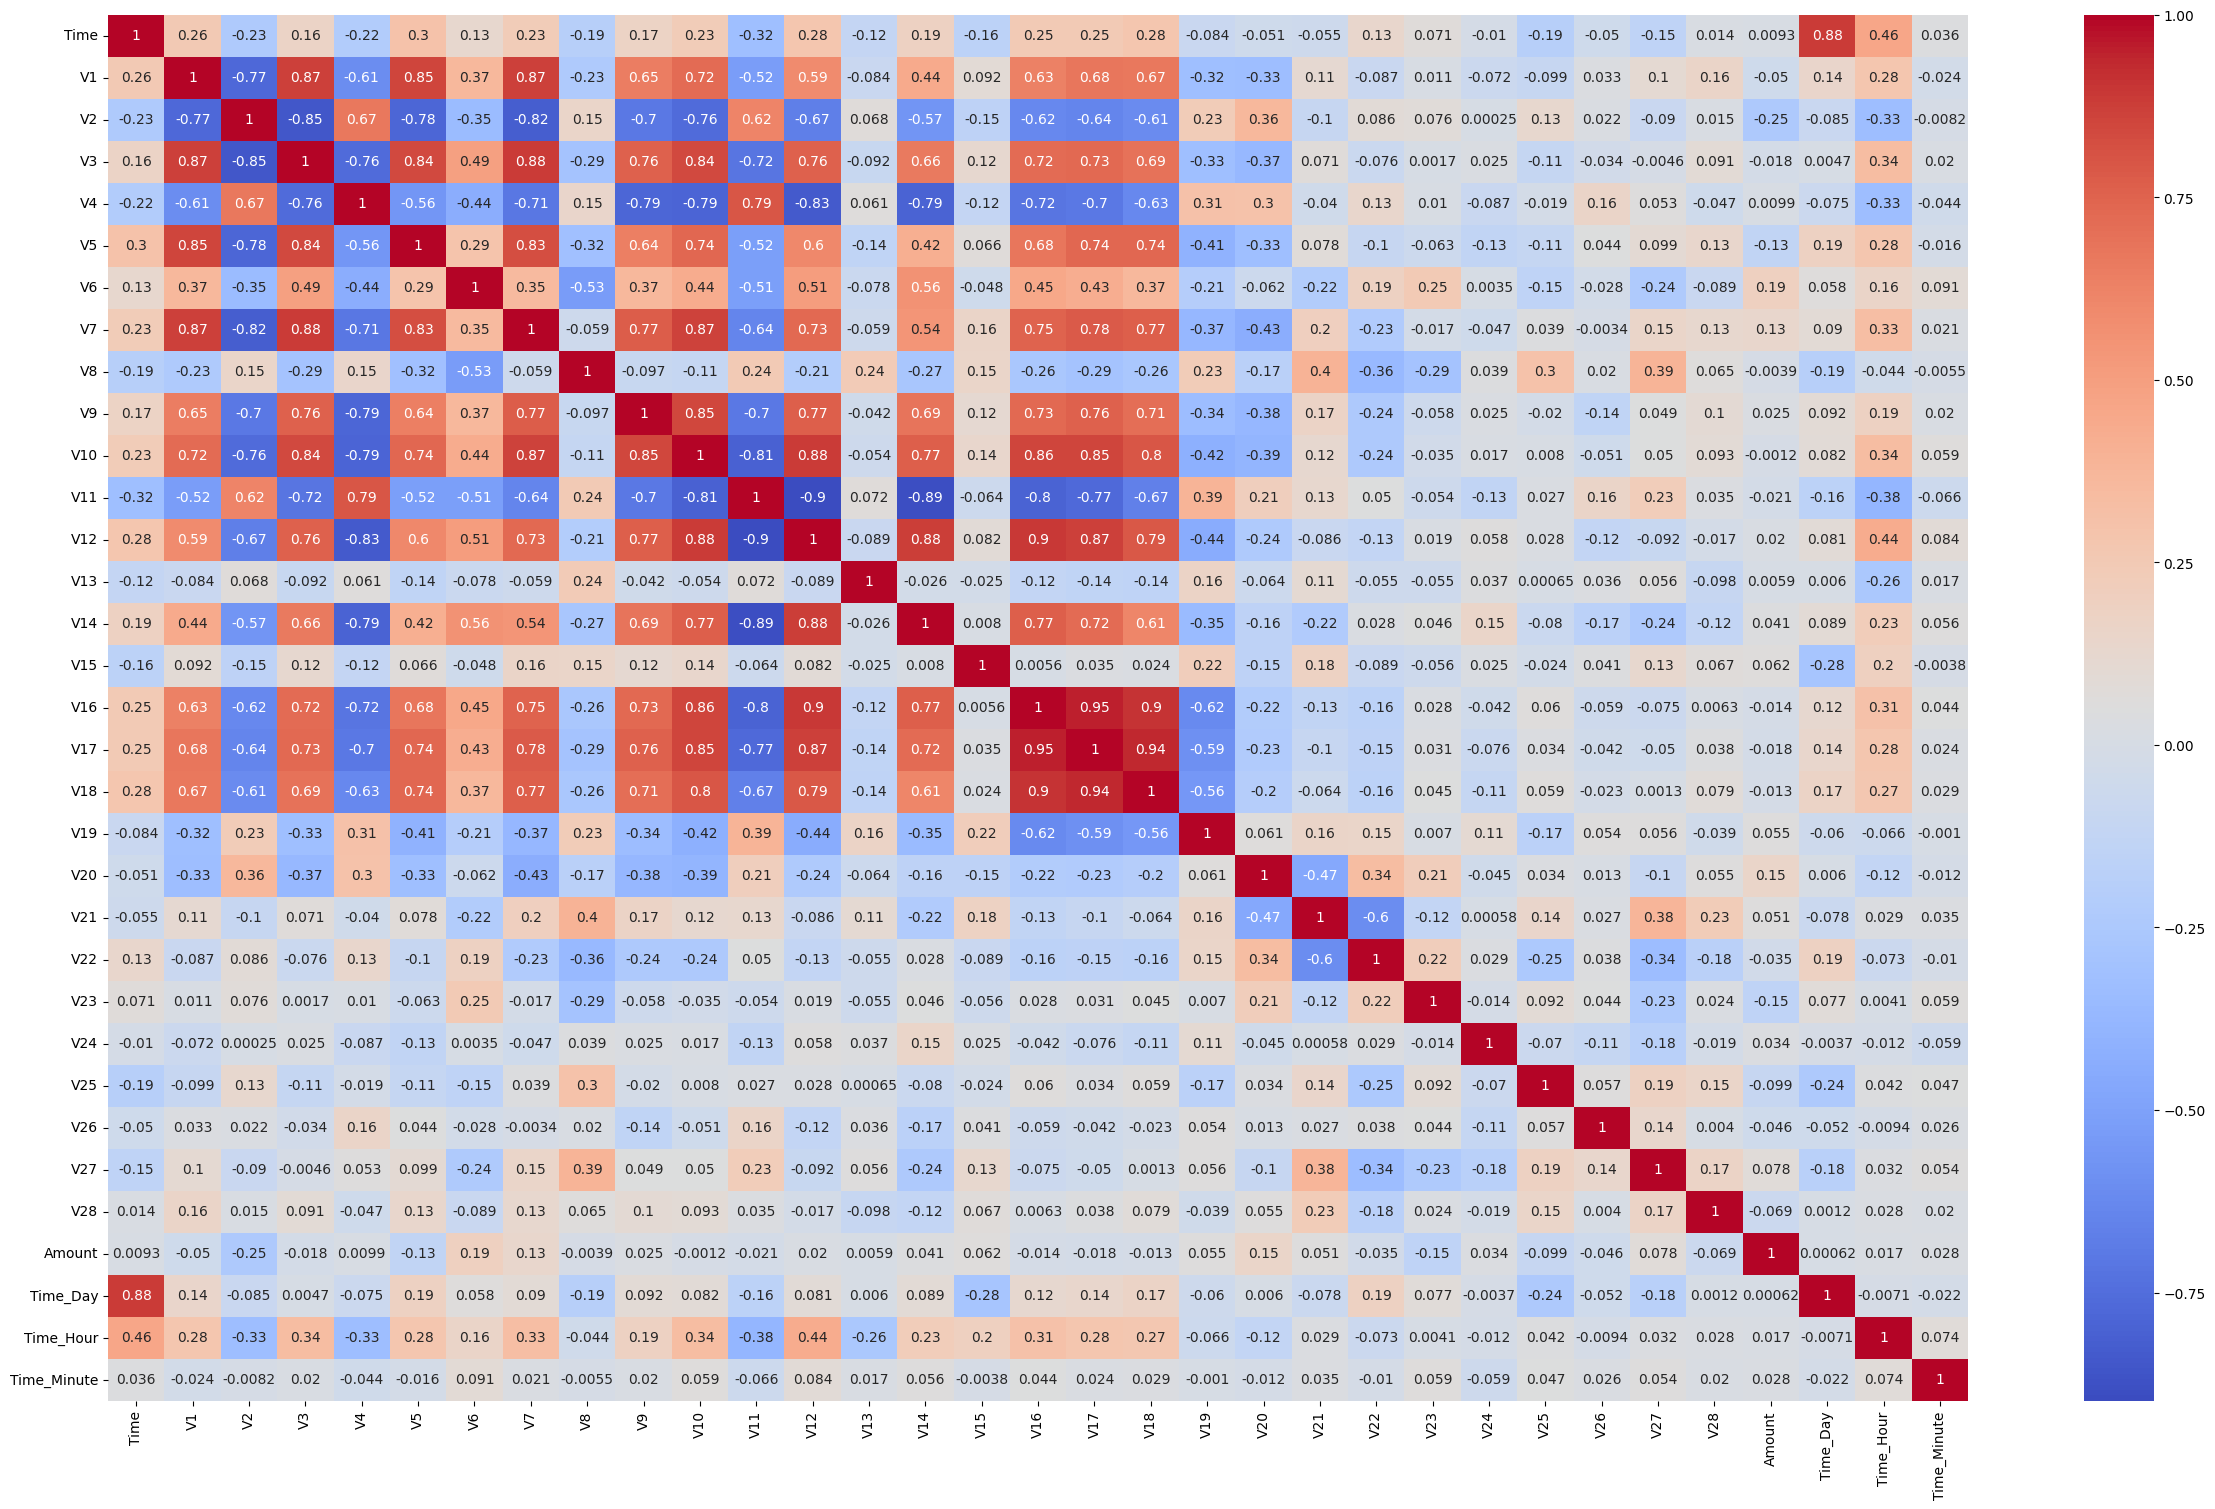 Time 1 0.26 -0.23 0.16 -0.22 0.3 0.13 0.23 -0.19 0.17 0.23 -0.32 0.28 -0.12 0.19 -0.16 0.25 0.25 0.28 -0.084 -0.051 -0.055 0.13 0.071 -0.01 -0.19 -0.05 -0.15 0.014 0.0093 0.88 0.46 0.036 1.00
V1 0.26 1 -0.77 0.87 -0.61 0.85 0.37 0.87 -0.23 0.65 0.72 -0.52 0.59 -0.084 0.44 0.092 0.63 0.68 0.67 -0.32 -0.33 0.11 -0.087 0.011 -0.072 -0.099 0.033 0.1 0.16 -0.05 0.14 0.28 -0.024
V2 -0.23 -0.77 1 -0.85 0.67 -0.78 -0.35 -0.82 0.15 -0.7 -0.76 0.62 -0.67 0.068 -0.57 -0.15 -0.62 -0.64 -0.61 0.23 0.36 -0.1 0.086 0.076 0.00025 0.13 0.022 -0.09 0.015 -0.25 -0.085 -0.33 -0.0082
V3 0.16 0.87 -0.85 1 -0.76 0.84 0.49 0.88 -0.29 0.76 0.84 -0.72 0.76 -0.092 0.66 0.12 0.72 0.73 0.69 -0.33 -0.37 0.071 -0.076 0.0017 0.025 -0.11 -0.034 -0.0046 0.091 -0.018 0.0047 0.34 0.02
V4 -0.22 -0.61 0.67 -0.76 1 -0.56 -0.44 -0.71 0.15 -0.79 -0.79 0.79 -0.83 0.061 -0.79 -0.12 -0.72 -0.7 -0.63 0.31 0.3 -0.04 0.13 0.01 -0.087 -0.019 0.16 0.053 -0.047 0.0099 -0.075 -0.33 -0.044 0.75
V5 0.3 0.85 -0.78 0.84 -0.56 1 0.29 0.83 -0.32 0.64 0.74 -0.52 0.6 -0.14 0.42 0.066 0.68 0.74 0.74 -0.41 -0.33 0.078 -0.1 -0.063 -0.13 -0.11 0.044 0.099 0.13 -0.13 0.19 0.28 -0.016
V6 0.13 0.37 -0.35 0.49 -0.44 0.29 1 0.35 -0.53 0.37 0.44 -0.51 0.51 -0.078 0.56 -0.048 0.45 0.43 0.37 -0.21 -0.062 -0.22 0.19 0.25 0.0035 -0.15 -0.028 -0.24 -0.089 0.19 0.058 0.16 0.091
V7 0.23 0.87 -0.82 0.88 -0.71 0.83 0.35 1 -0.059 0.77 0.87 -0.64 0.73 -0.059 0.54 0.16 0.75 0.78 0.77 -0.37 -0.43 0.2 -0.23 -0.017 -0.047 0.039 -0.0034 0.15 0.13 0.13 0.09 0.33 0.021
V8 -0.19 -0.23 0.15 -0.29 0.15 -0.32 -0.53 -0.059 1 -0.097 -0.11 0.24 -0.21 0.24 -0.27 0.15 -0.26 -0.29 -0.26 0.23 -0.17 0.4 -0.36 -0.29 0.039 0.3 0.02 0.39 0.065 -0.0039 -0.19 -0.044 -0.0055 0.50
V9 0.17 0.65 -0.7 0.76 -0.79 0.64 0.37 0.77 -0.097 1 0.85 -0.7 0.77 -0.042 0.69 0.12 0.73 0.76 0.71 -0.34 -0.38 0.17 -0.24 -0.058 0.025 -0.02 -0.14 0.049 0.1 0.025 0.092 0.19 0.02
V10 0.23 0.72 -0.76 0.84 -0.79 0.74 0.44 0.87 -0.11 0.85 1 -0.81 0.88 -0.054 0.77 0.14 0.86 0.85 0.8 -0.42 -0.39 0.12 -0.24 -0.035 0.017 0.008 -0.051 0.05 0.093 -0.0012 0.082 0.34 0.059
V11 -0.32 -0.52 0.62 -0.72 0.79 -0.52 -0.51 -0.64 0.24 -0.7 -0.81 1 -0.9 0.072 -0.89 -0.064 -0.8 -0.77 -0.67 0.39 0.21 0.13 0.05 -0.054 -0.13 0.027 0.16 0.23 0.035 -0.021 -0.16 -0.38 -0.066
V12 0.28 0.59 -0.67 0.76 -0.83 0.6 0.51 0.73 -0.21 0.77 0.88 -0.9 1 -0.089 0.88 0.082 0.9 0.87 0.79 -0.44 -0.24 -0.086 -0.13 0.019 0.058 0.028 -0.12 -0.092 -0.017 0.02 0.081 0.44 0.084
V13 -0.12 -0.084 0.068 -0.092 0.061 -0.14 -0.078 -0.059 0.24 -0.042 -0.054 0.072 -0.089 1 -0.026 -0.025 -0.12 -0.14 -0.14 0.16 -0.064 0.11 -0.055 -0.055 0.037 0.00065 0.036 0.056 -0.098 0.0059 0.006 -0.26 0.017 0.25
V14 0.19 0.44 -0.57 0.66 -0.79 0.42 0.56 0.54 -0.27 0.69 0.77 -0.89 0.88 -0.026 1 0.008 0.77 0.72 0.61 -0.35 -0.16 -0.22 0.028 0.046 0.15 -0.08 -0.17 -0.24 -0.12 0.041 0.089 0.23 0.056
V15 -0.16 0.092 -0.15 0.12 -0.12 0.066 -0.048 0.16 0.15 0.12 0.14 -0.064 0.082 -0.025 0.008 1 0.0056 0.035 0.024 0.22 -0.15 0.18 -0.089 -0.056 0.025 -0.024 0.041 0.13 0.067 0.062 -0.28 0.2 -0.0038
V16 0.25 0.63 -0.62 0.72 -0.72 0.68 0.45 0.75 -0.26 0.73 0.86 -0.8 0.9 -0.12 0.77 0.0056 1 0.95 0.9 -0.62 -0.22 -0.13 -0.16 0.028 -0.042 0.06 -0.059 -0.075 0.0063 -0.014 0.12 0.31 0.044
V17 0.25 0.68 -0.64 0.73 -0.7 0.74 0.43 0.78 -0.29 0.76 0.85 -0.77 0.87 -0.14 0.72 0.035 0.95 1 0.94 -0.59 -0.23 -0.1 -0.15 0.031 -0.076 0.034 -0.042 -0.05 0.038 -0.018 0.14 0.28 0.024 0.00
V18 0.28 0.67 -0.61 0.69 -0.63 0.74 0.37 0.77 -0.26 0.71 0.8 -0.67 0.79 -0.14 0.61 0.024 0.9 0.94 1 -0.56 -0.2 -0.064 -0.16 0.045 -0.11 0.059 -0.023 0.0013 0.079 -0.013 0.17 0.27 0.029
V19 -0.084 -0.32 0.23 -0.33 0.31 -0.41 -0.21 -0.37 0.23 -0.34 -0.42 0.39 -0.44 0.16 -0.35 0.22 -0.62 -0.59 -0.56 1 0.061 0.16 0.15 0.007 0.11 -0.17 0.054 0.056 -0.039 0.055 -0.06 -0.066 -0.001
V20 -0.051 -0.33 0.36 -0.37 0.3 -0.33 -0.062 -0.43 -0.17 -0.38 -0.39 0.21 -0.24 -0.064 -0.16 -0.15 -0.22 -0.23 -0.2 0.061 1 -0.47 0.34 0.21 -0.045 0.034 0.013 -0.1 0.055 0.15 0.006 -0.12 -0.012
V21 -0.055 0.11 -0.1 0.071 -0.04 0.078 -0.22 0.2 0.4 0.17 0.12 0.13 -0.086 0.11 -0.22 0.18 -0.13 -0.1 -0.064 0.16 -0.47 1 -0.6 -0.12 0.00058 0.14 0.027 0.38 0.23 0.051 -0.078 0.029 0.035 −0.25
V22 0.13 -0.087 0.086 -0.076 0.13 -0.1 0.19 -0.23 -0.36 -0.24 -0.24 0.05 -0.13 -0.055 0.028 -0.089 -0.16 -0.15 -0.16 0.15 0.34 -0.6 1 0.22 0.029 -0.25 0.038 -0.34 -0.18 -0.035 0.19 -0.073 -0.01
V23 0.071 0.011 0.076 0.0017 0.01 -0.063 0.25 -0.017 -0.29 -0.058 -0.035 -0.054 0.019 -0.055 0.046 -0.056 0.028 0.031 0.045 0.007 0.21 -0.12 0.22 1 -0.014 0.092 0.044 -0.23 0.024 -0.15 0.077 0.0041 0.059
V24 -0.01 -0.072 0.00025 0.025 -0.087 -0.13 0.0035 -0.047 0.039 0.025 0.017 -0.13 0.058 0.037 0.15 0.025 -0.042 -0.076 -0.11 0.11 -0.045 0.00058 0.029 -0.014 1 -0.07 -0.11 -0.18 -0.019 0.034 -0.0037 -0.012 -0.059
V25 -0.19 -0.099 0.13 -0.11 -0.019 -0.11 -0.15 0.039 0.3 -0.02 0.008 0.027 0.028 0.00065 -0.08 -0.024 0.06 0.034 0.059 -0.17 0.034 0.14 -0.25 0.092 -0.07 1 0.057 0.19 0.15 -0.099 -0.24 0.042 0.047
V26 -0.05 0.033 0.022 -0.034 0.16 0.044 -0.028 -0.0034 0.02 -0.14 -0.051 0.16 -0.12 0.036 -0.17 0.041 -0.059 -0.042 -0.023 0.054 0.013 0.027 0.038 0.044 -0.11 0.057 1 0.14 0.004 -0.046 -0.052 -0.0094 0.026 −0.50
V27 -0.15 0.1 -0.09 -0.0046 0.053 0.099 -0.24 0.15 0.39 0.049 0.05 0.23 -0.092 0.056 -0.24 0.13 -0.075 -0.05 0.0013 0.056 -0.1 0.38 -0.34 -0.23 -0.18 0.19 0.14 1 0.17 0.078 -0.18 0.032 0.054
V28 0.014 0.16 0.015 0.091 -0.047 0.13 -0.089 0.13 0.065 0.1 0.093 0.035 -0.017 -0.098 -0.12 0.067 0.0063 0.038 0.079 -0.039 0.055 0.23 -0.18 0.024 -0.019 0.15 0.004 0.17 1 -0.069 0.0012 0.028 0.02
Amount 0.0093 -0.05 -0.25 -0.018 0.0099 -0.13 0.19 0.13 -0.0039 0.025 -0.0012 -0.021 0.02 0.0059 0.041 0.062 -0.014 -0.018 -0.013 0.055 0.15 0.051 -0.035 -0.15 0.034 -0.099 -0.046 0.078 -0.069 1 0.00062 0.017 0.028
Time_Day 0.88 0.14 -0.085 0.0047 -0.075 0.19 0.058 0.09 -0.19 0.092 0.082 -0.16 0.081 0.006 0.089 -0.28 0.12 0.14 0.17 -0.06 0.006 -0.078 0.19 0.077 -0.0037 -0.24 -0.052 -0.18 0.0012 0.00062 1 -0.0071 -0.022 −0.75
Time_Hour 0.46 0.28 -0.33 0.34 -0.33 0.28 0.16 0.33 -0.044 0.19 0.34 -0.38 0.44 -0.26 0.23 0.2 0.31 0.28 0.27 -0.066 -0.12 0.029 -0.073 0.0041 -0.012 0.042 -0.0094 0.032 0.028 0.017 -0.0071 1 0.074
Time_Minute 0.036 -0.024 -0.0082 0.02 -0.044 -0.016 0.091 0.021 -0.0055 0.02 0.059 -0.066 0.084 0.017 0.056 -0.0038 0.044 0.024 0.029 -0.001 -0.012 0.035 -0.01 0.059 -0.059 0.047 0.026 0.054 0.02 0.028 -0.022 0.074 1
Time V1 V2 V3 V4 V5 V6 V7 V8 V9 V10 V11 V12 V13 V14 V15 V16 V17 V18 V19 V20 V21 V22 V23 V24 V25 V26 V27 V28 Amount Time_Day Time_Hour Time_Minute